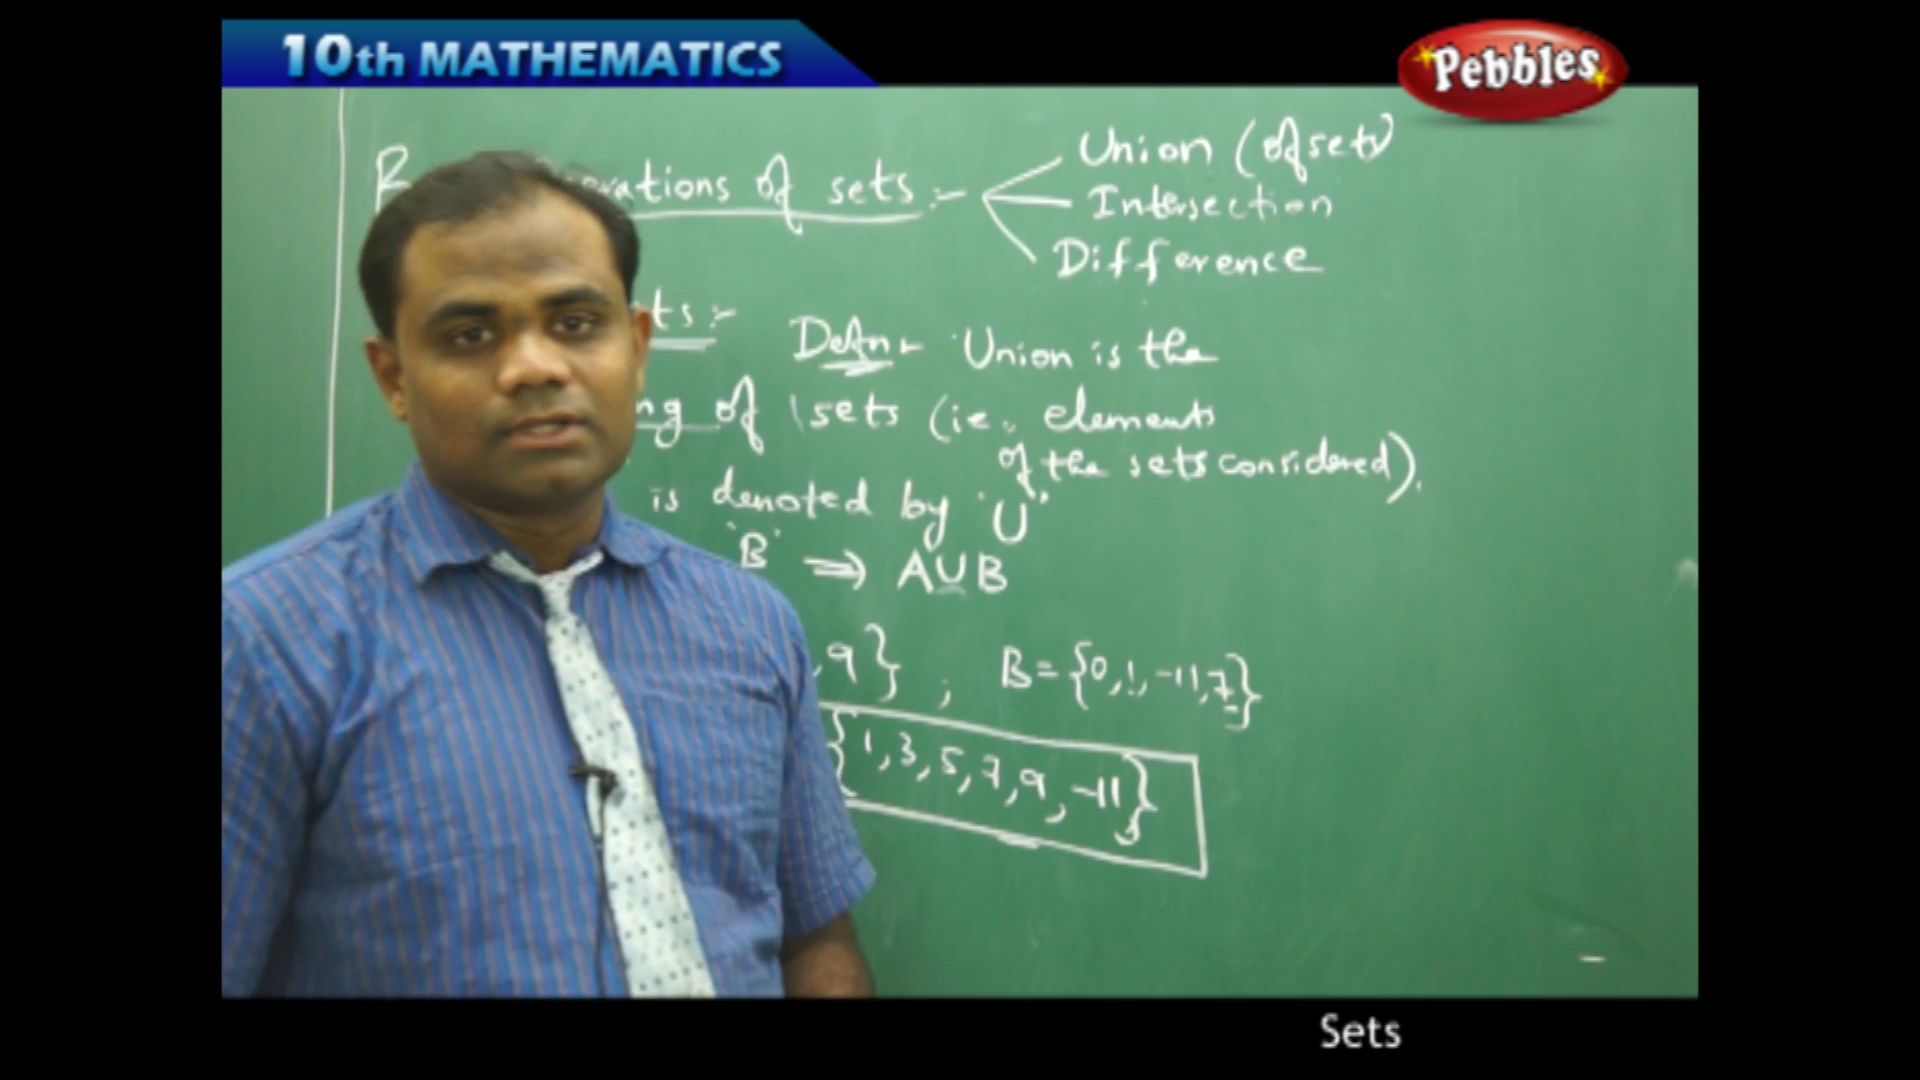 10th MATHEMATICS
Pebbles
Union (of sets)
of sets :-
Intersection
Difference
Defn:- 'Union is the
of sets (ie., elements
of the sets considered).
is denoted by 'U'
'B' ⇒ AUB
,9} ; B={0,1,-11,7}
{1,3,5,7,9,-11}
Sets